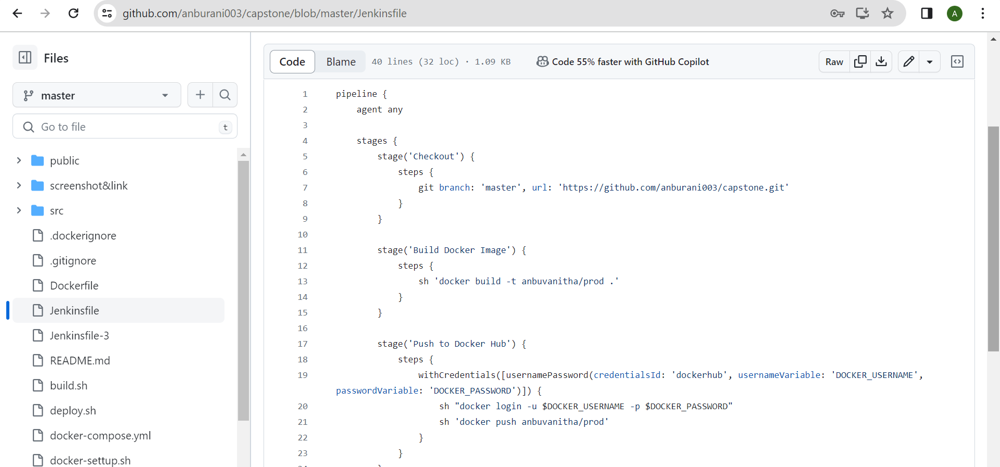 github.com/anburani003/capstone/blob/master/Jenkinsfile
A
Files
master
Go to file
t
public
screenshot&link
src
.dockerignore
.gitignore
Dockerfile
Jenkinsfile
Jenkinsfile-3
README.md
build.sh
deploy.sh
docker-compose.yml
docker-settup.sh
Code Blame 40 lines (32 loc) · 1.09 KB Code 55% faster with GitHub Copilot Raw
1 pipeline {
2     agent any
3
4     stages {
5         stage('Checkout') {
6             steps {
7                 git branch: 'master', url: 'https://github.com/anburani003/capstone.git'
8             }
9         }
10
11         stage('Build Docker Image') {
12             steps {
13                 sh 'docker build -t anbuvanitha/prod .'
14             }
15         }
16
17         stage('Push to Docker Hub') {
18             steps {
19                 withCredentials([usernamePassword(credentialsId: 'dockerhub', usernameVariable: 'DOCKER_USERNAME',
passwordVariable: 'DOCKER_PASSWORD')]) {
20                     sh "docker login -u $DOCKER_USERNAME -p $DOCKER_PASSWORD"
21                     sh 'docker push anbuvanitha/prod'
22                 }
23             }